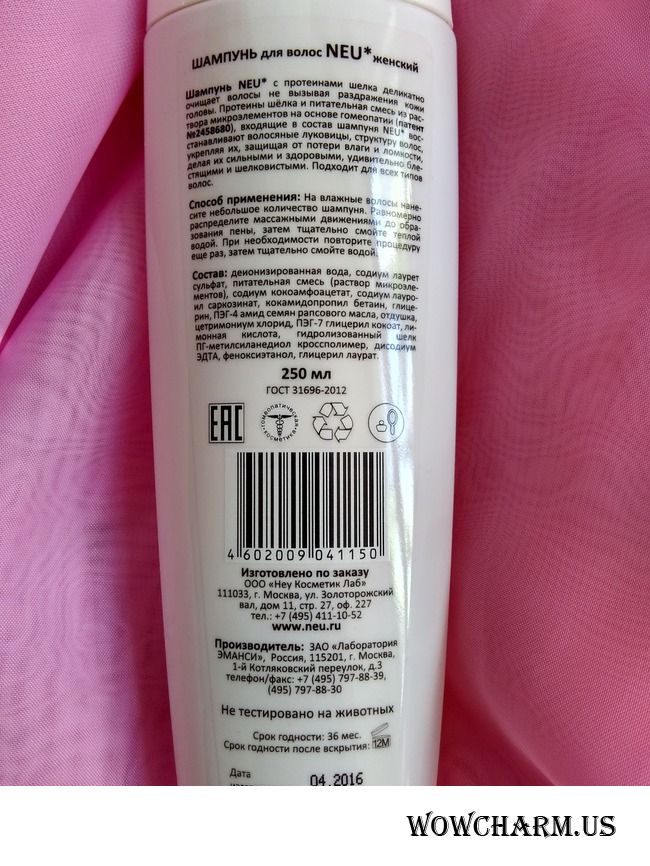 ШАМПУНЬ для волос NEU* женский
Шампунь NEU* с протеинами шелка деликатно
очищает волосы не вызывая раздражения кожи
головы. Протеины шёлка и питательная смесь из рас-
твора микроэлементов на основе гомеопатии (патент
№2458680), входящие в состав шампуня NEU* вос-
станавливают волосяные луковицы, структуру волос,
укрепляя их, защищая от потери влаги и ломкости,
делая их сильными и здоровыми, удивительно бле-
стящими и шелковистыми. Подходит для всех типов
волос.
Способ применения: На влажные волосы нане-
сите небольшое количество шампуня. Равномерно
распределите массажными движениями до обра-
зования пены, затем тщательно смойте теплой
водой. При необходимости повторите процедуру
еще раз, затем тщательно смойте водой.
Состав: деионизированная вода, содиум лаурет
сульфат, питательная смесь (раствор микроэле-
ментов), содиум кокоамфоацетат, содиум лауро-
ил саркозинат, кокамидопропил бетаин, глице-
рин, ПЭГ-4 амид семян рапсового масла, отдушка,
цетримониум хлорид, ПЭГ-7 глицерил кокоат, ли-
монная кислота, гидролизованный шелк
ПГ-метилсиланедиол кроссполимер, дисодиум
ЭДТА, феноксиэтанол, глицерил лаурат.
250 мл
ГОСТ 31696-2012
EAC
гомеопатическая косметика
4 602009 041150
Изготовлено по заказу
ООО «Неу Косметик Лаб»
111033, г. Москва, ул. Золоторожский
вал, дом 11, стр. 27, оф. 227
тел.: +7 (495) 411-10-52
www.neu.ru
Производитель: ЗАО «Лаборатория
ЭМАНСИ», Россия, 115201, г. Москва,
1-й Котляковский переулок, д.3
телефон/факс: +7 (495) 797-88-39,
(495) 797-88-30
Не тестировано на животных
Срок годности: 36 мес.
Срок годности после вскрытия: 12М
Дата 04.2016
WOWCHARM.US